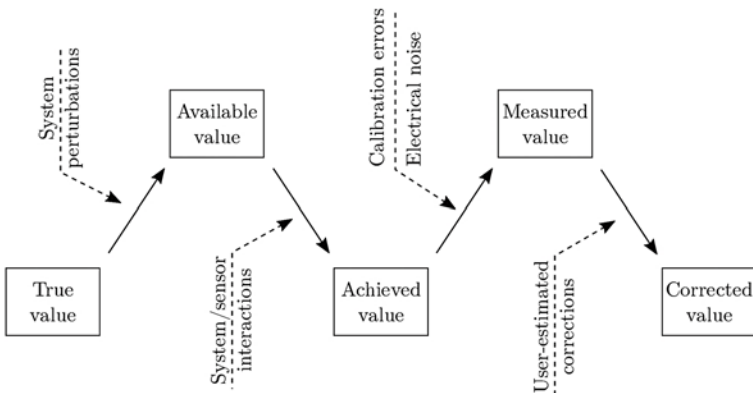 System
perturbations
Available
value
Calibration errors
Electrical noise
Measured
value
True
value
System/sensor
interactions
Achieved
value
User-estimated
corrections
Corrected
value